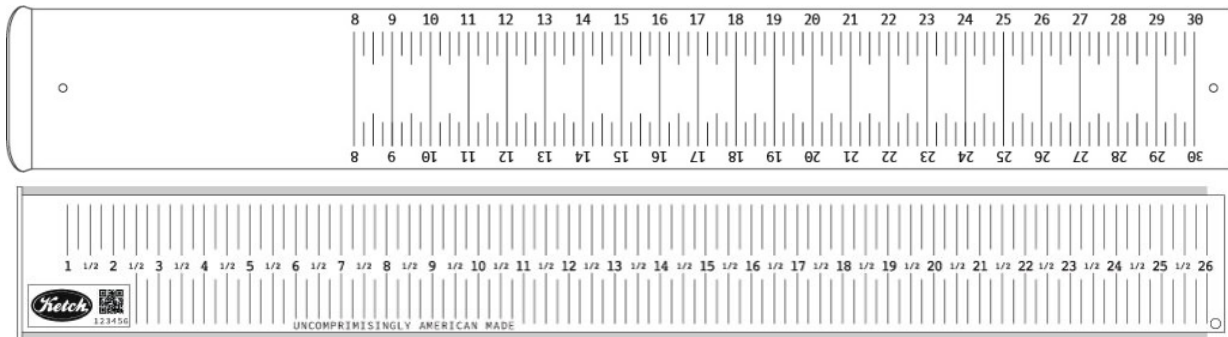 8 9 10 11 12 13 14 15 16 17 18 19 20 21 22 23 24 25 26 27 28 29 30
8 9 10 11 12 13 14 15 16 17 18 19 20 21 22 23 24 25 26 27 28 29 30
1 1/2 2 1/2 3 1/2 4 1/2 5 1/2 6 1/2 7 1/2 8 1/2 9 1/2 10 1/2 11 1/2 12 1/2 13 1/2 14 1/2 15 1/2 16 1/2 17 1/2 18 1/2 19 1/2 20 1/2 21 1/2 22 1/2 23 1/2 24 1/2 25 1/2 26
Ketch
123456
UNCOMPRIMISINGLY AMERICAN MADE